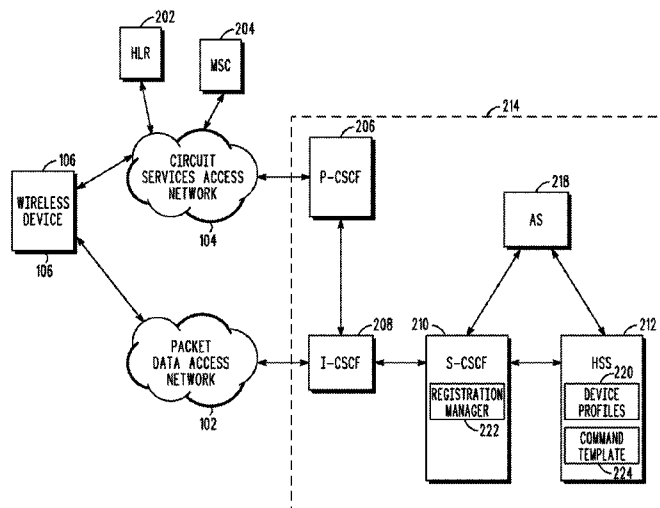 202
HLR
204
MSC
214
206
P-CSCF
106
WIRELESS
DEVICE
106
CIRCUIT
SERVICES ACCESS
NETWORK
104
218
AS
PACKET
DATA ACCESS
NETWORK
102
208
I-CSCF
210
S-CSCF
REGISTRATION
MANAGER
222
212
HSS
220
DEVICE
PROFILES
COMMAND
TEMPLATE
224